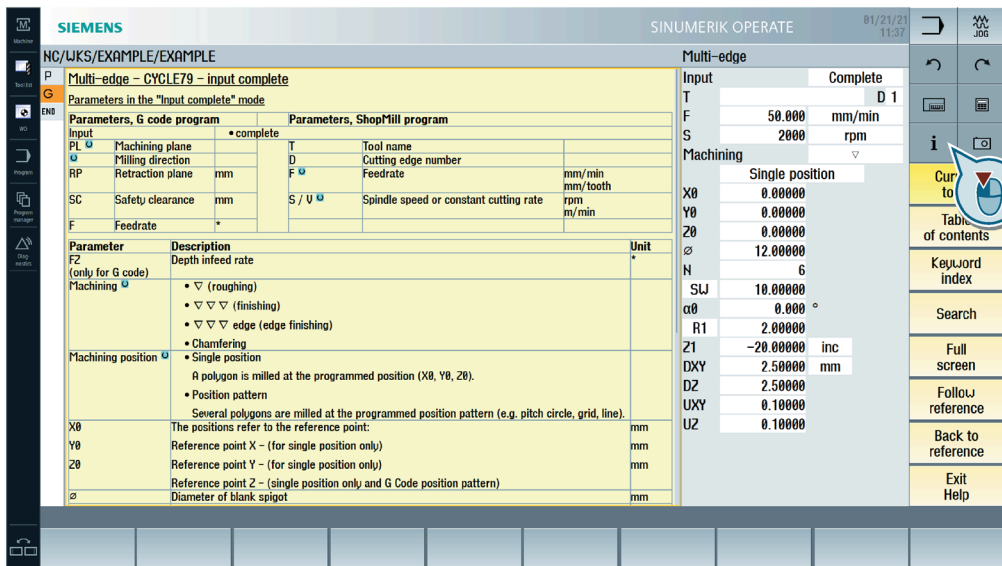 SIEMENS
SINUMERIK OPERATE
01/21/21
11:37
M
Machine
JOG
NC/WKS/EXAMPLE/EXAMPLE
Multi-edge
Tool list
WO
Program
Program
manager
Diag-
nostics
P
G
END
Multi-edge – CYCLE79 – input complete
Parameters in the "Input complete" mode
Parameters, G code program Parameters, ShopMill program
Input • complete
PL Machining plane T Tool name
Milling direction D Cutting edge number
RP Retraction plane mm F Feedrate mm/min
mm/tooth
SC Safety clearance mm S / V Spindle speed or constant cutting rate rpm
m/min
F Feedrate *
Parameter Description Unit
FZ Depth infeed rate *
(only for G code)
Machining • ▽ (roughing)
• ▽ ▽ ▽ (finishing)
• ▽ ▽ ▽ edge (edge finishing)
• Chamfering
Machining position • Single position
A polygon is milled at the programmed position (X0, Y0, Z0).
• Position pattern
Several polygons are milled at the programmed position pattern (e.g. pitch circle, grid, line).
X0 The positions refer to the reference point: mm
Y0 Reference point X – (for single position only) mm
Z0 Reference point Y – (for single position only) mm
Reference point Z – (single position only and G Code position pattern)
ø Diameter of blank spigot mm
Input Complete
T D 1
F 50.000 mm/min
S 2000 rpm
Machining ▽
Single position
X0 0.00000
Y0 0.00000
Z0 0.00000
ø 12.00000
N 6
SW 10.00000
α0 0.000 °
R1 2.00000
Z1 -20.00000 inc
DXY 2.50000 mm
DZ 2.50000
UXY 0.10000
UZ 0.10000
i
of contents
Keyword
index
Search
Full
screen
Follow
reference
Back to
reference
Exit
Help